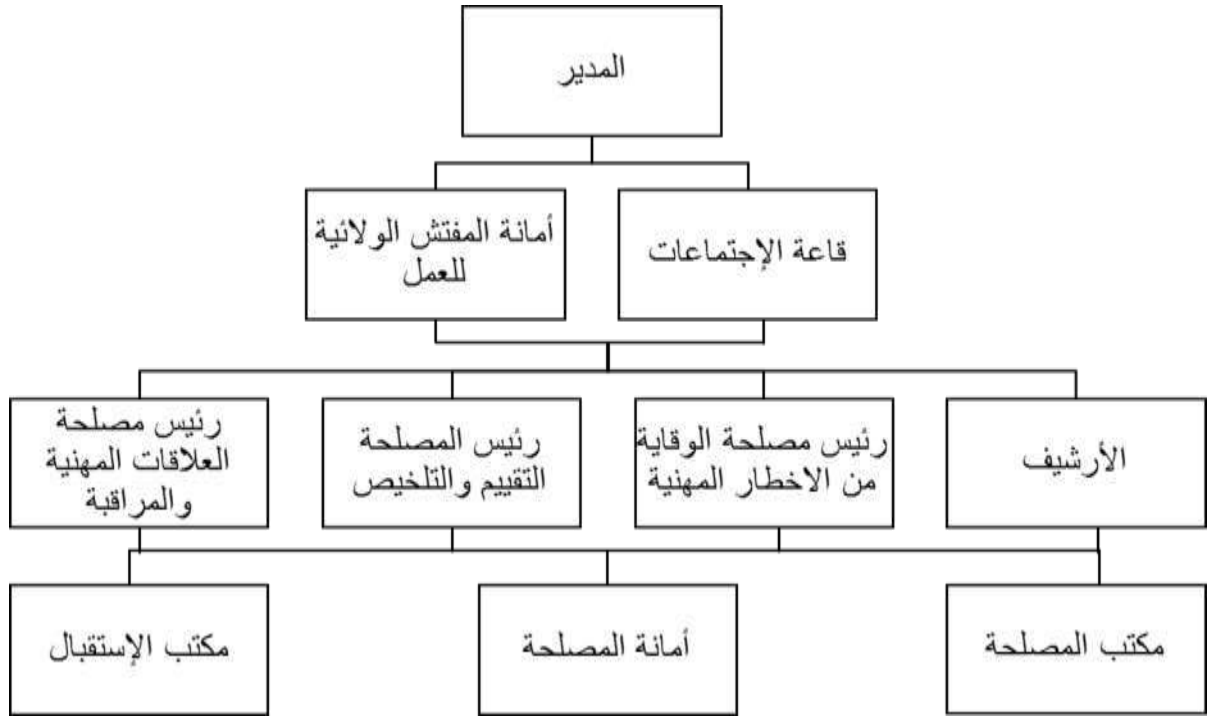 المدير
قاعة الإجتماعات
أمانة المفتش الولائية
للعمل
الأرشيف
رئيس مصلحة الوقاية
من الاخطار المهنية
رئيس المصلحة
التقييم والتلخيص
رئيس مصلحة
العلاقات المهنية
والمراقبة
مكتب المصلحة
أمانة المصلحة
مكتب الإستقبال